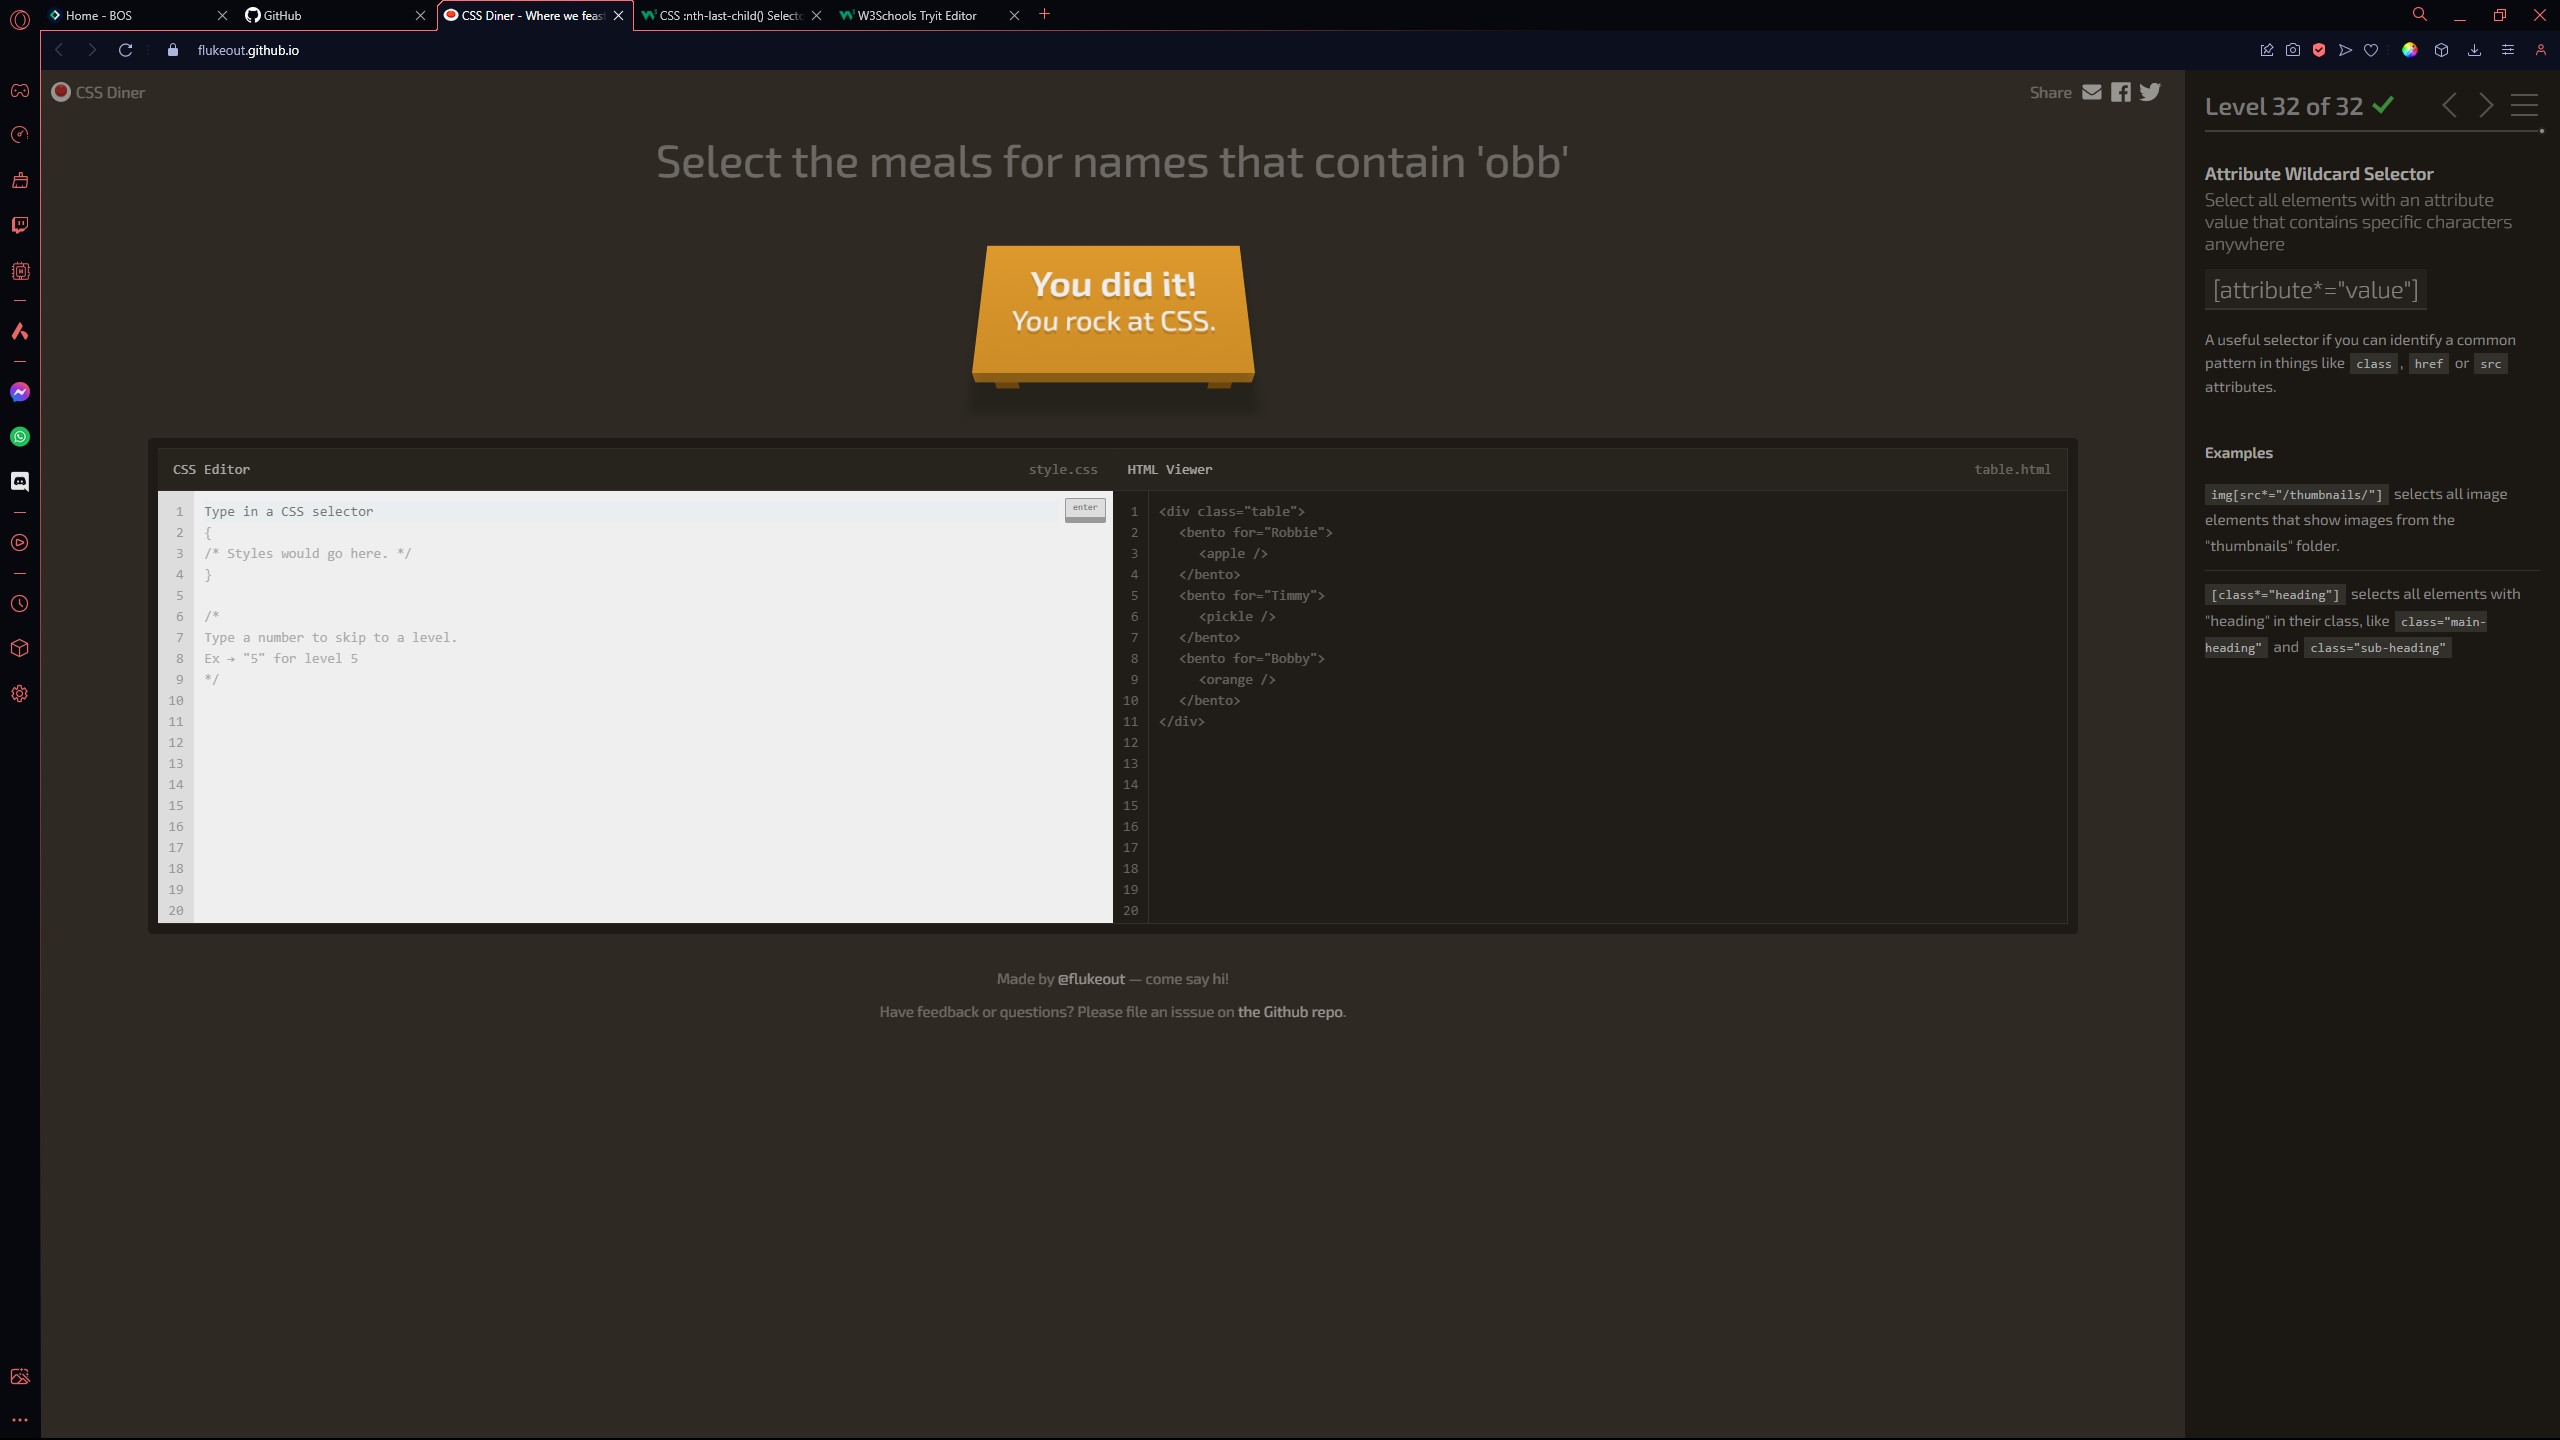 Home - BOS
GitHub
CSS Diner - Where we feas
CSS :nth-last-child() Selecto
W3Schools Tryit Editor
flukeout.github.io
CSS Diner
Share
Select the meals for names that contain 'obb'
You did it!
You rock at CSS.
CSS Editor
style.css
1 Type in a CSS selector
enter
2 {
3 /* Styles would go here. */
4 }
5
6 /*
7 Type a number to skip to a level.
8 Ex → "5" for level 5
9 */
10
11
12
13
14
15
16
17
18
19
20
HTML Viewer
table.html
1 <div class="table">
2 <bento for="Robbie">
3 <apple />
4 </bento>
5 <bento for="Timmy">
6 <pickle />
7 </bento>
8 <bento for="Bobby">
9 <orange />
10 </bento>
11 </div>
12
13
14
15
16
17
18
19
20
Made by @flukeout — come say hi!
Have feedback or questions? Please file an isssue on the Github repo.
Level 32 of 32
Attribute Wildcard Selector
Select all elements with an attribute
value that contains specific characters
anywhere
[attribute*="value"]
A useful selector if you can identify a common
pattern in things like class , href or src
attributes.
Examples
img[src*="/thumbnails/"] selects all image
elements that show images from the
"thumbnails" folder.
[class*="heading"] selects all elements with
"heading" in their class, like class="main-
heading" and class="sub-heading"